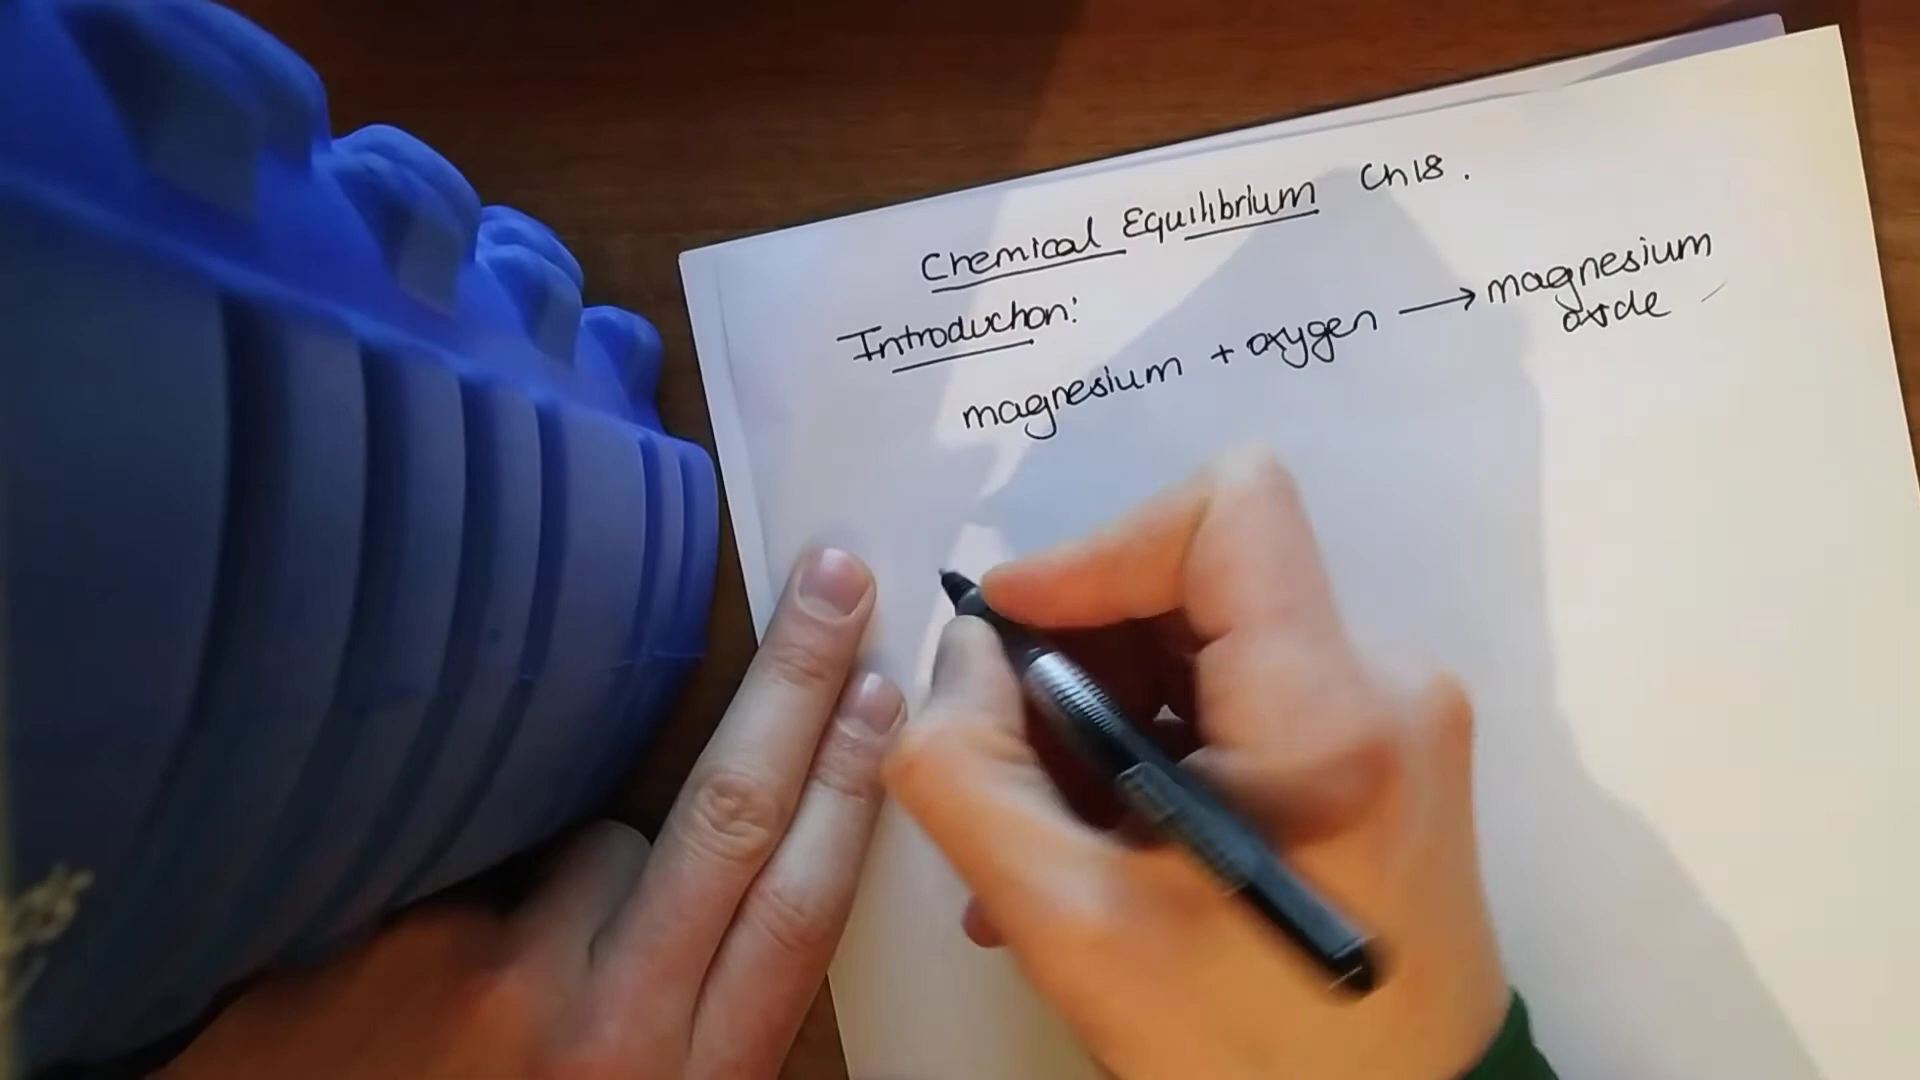 Chemical Equilibrium Ch18.
Introduction:
magnesium + oxygen → magnesium
oxide